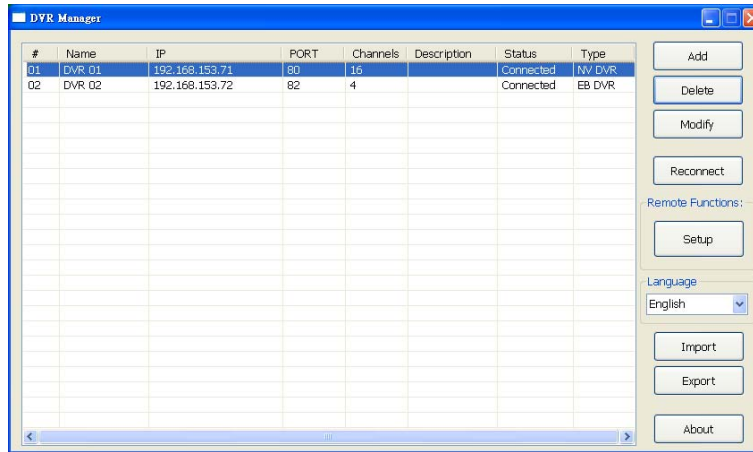 DVR Manager
# Name IP PORT Channels Description Status Type
01 DVR 01 192.168.153.71 80 16 Connected NV DVR
02 DVR 02 192.168.153.72 82 4 Connected EB DVR
Add
Delete
Modify
Reconnect
Remote Functions:
Setup
Language
English
Import
Export
About